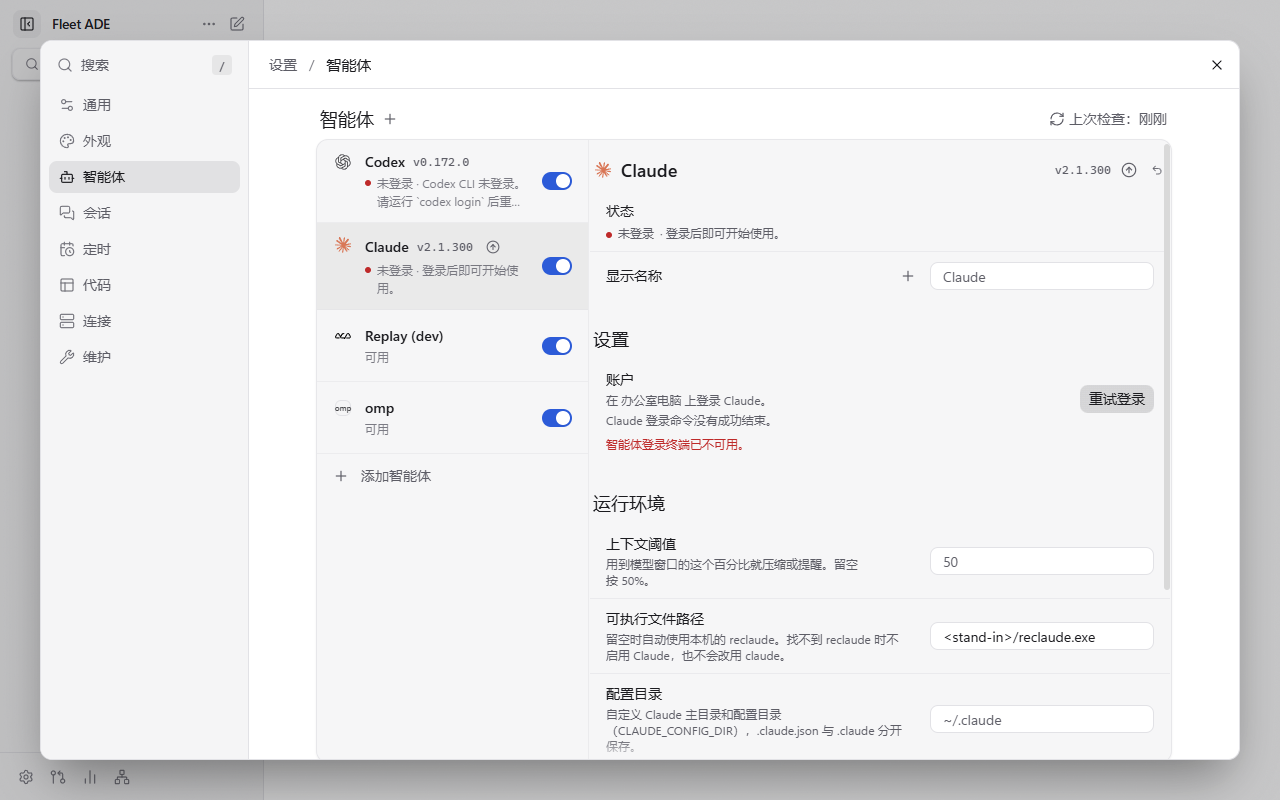 Fleet ADE
搜索
/
通用
外观
智能体
会话
定时
代码
连接
维护
设置 / 智能体
智能体
上次检查：刚刚
Codex v0.172.0
未登录 · Codex CLI 未登录。
请运行 `codex login` 后重...
Claude v2.1.300
未登录 · 登录后即可开始使
用。
Replay (dev)
可用
omp
omp
可用
添加智能体
Claude
v2.1.300
状态
未登录 · 登录后即可开始使用。
显示名称
Claude
设置
账户
在 办公室电脑 上登录 Claude。
Claude 登录命令没有成功结束。
智能体登录终端已不可用。
重试登录
运行环境
上下文阈值
用到模型窗口的这个百分比就压缩或提醒。留空
按 50%。
50
可执行文件路径
留空时自动使用本机的 reclaude。找不到 reclaude 时不
启用 Claude，也不会改用 claude。
<stand-in>/reclaude.exe
配置目录
自定义 Claude 主目录和配置目录
（CLAUDE_CONFIG_DIR），.claude.json 与 .claude 分开
保存。
~/.claude